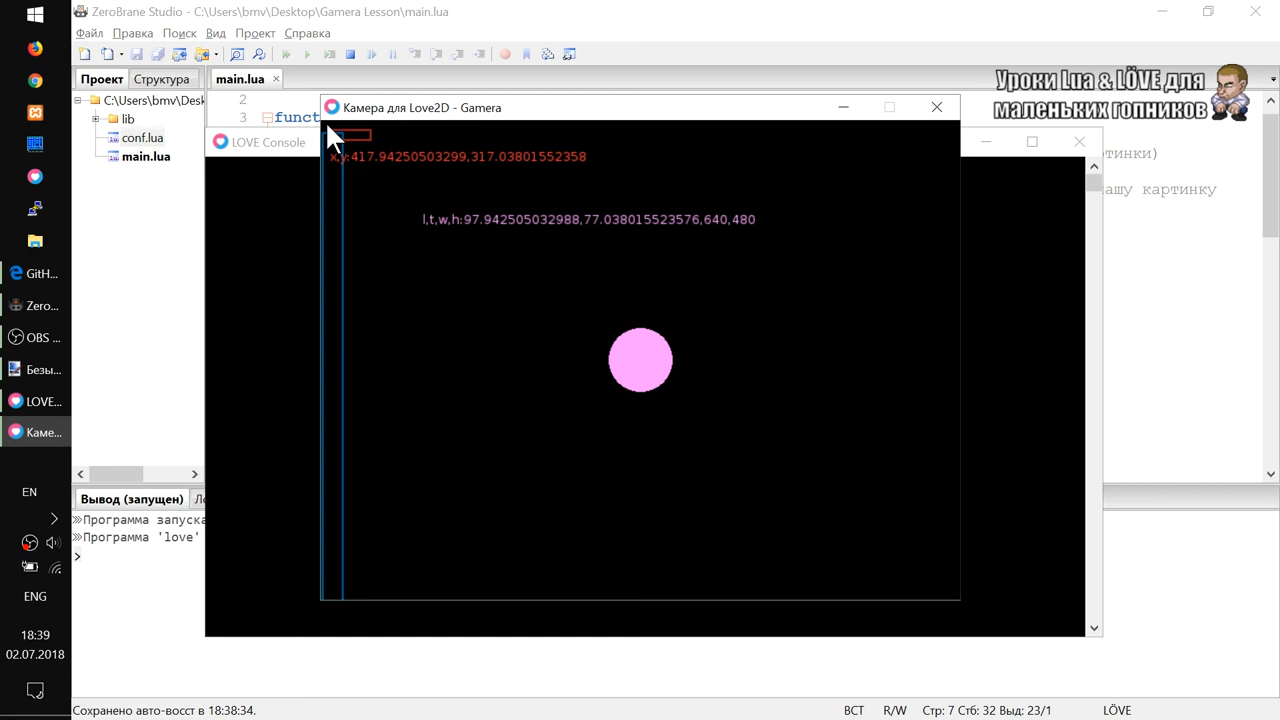 ZeroBrane Studio - C:\Users\bmv\Desktop\Gamera Lesson\main.lua
Файл Правка Поиск Вид Проект Справка
Проект Структура
main.lua
C:\Users\bmv\Desk
lib
conf.lua
main.lua
2
3 funct
Камера для Love2D - Gamera
LOVE Console
Уроки Lua & LÖVE для
маленьких гопников
x,y:417.94250503299,317.03801552358
l,t,w,h:97.942505032988,77.038015523576,640,480
тинки)
ашу картинку
GitH...
Zero...
OBS ...
Безы...
LOVE...
Каме...
EN
ENG
18:39
02.07.2018
Вывод (запущен)
Программа запуска
Программа 'love'
Сохранено авто-восст в 18:38:34.
ВСТ R/W Стр: 7 Стб: 32 Выд: 23/1 LÖVE